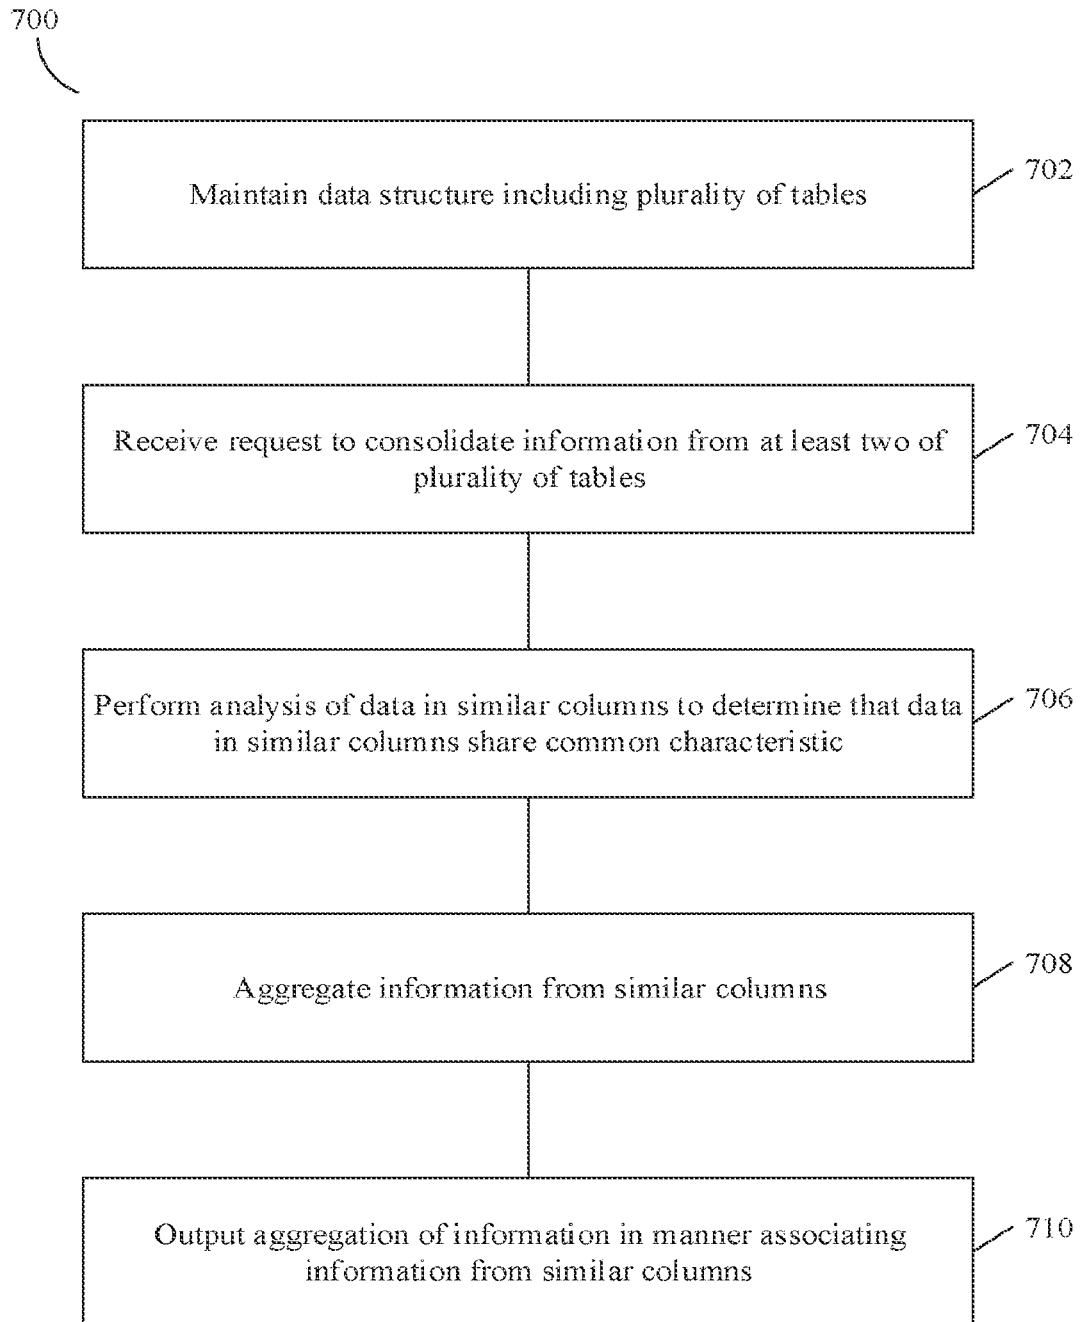 700
Maintain data structure including plurality of tables
702
Receive request to consolidate information from at least two of
plurality of tables
704
Perform analysis of data in similar columns to determine that data
in similar columns share common characteristic
706
Aggregate information from similar columns
708
Output aggregation of information in manner associating
information from similar columns
710